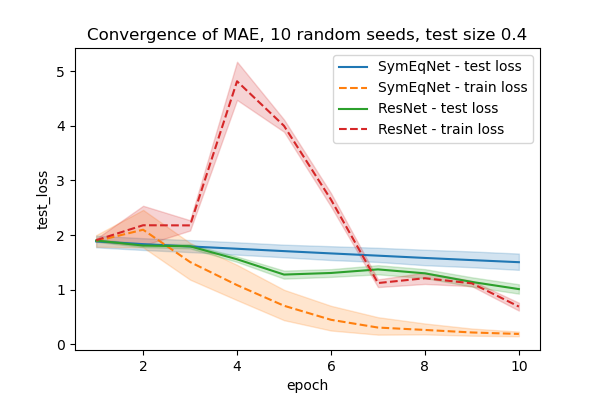 Convergence of MAE, 10 random seeds, test size 0.4
SymEqNet - test loss
SymEqNet - train loss
ResNet - test loss
ResNet - train loss
5
4
3
2
1
0
test_loss
2
4
6
8
10
epoch